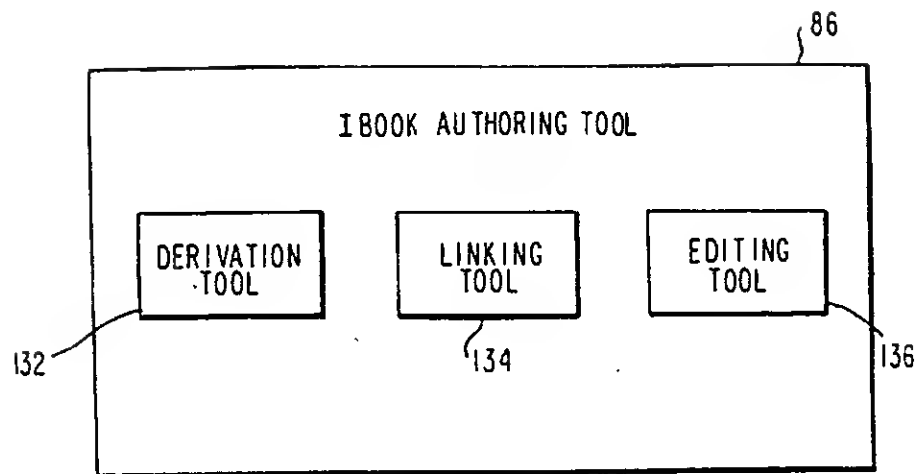 86
IBOOK AUTHORING TOOL
DERIVATION
TOOL
LINKING
TOOL
EDITING
TOOL
132
134
136